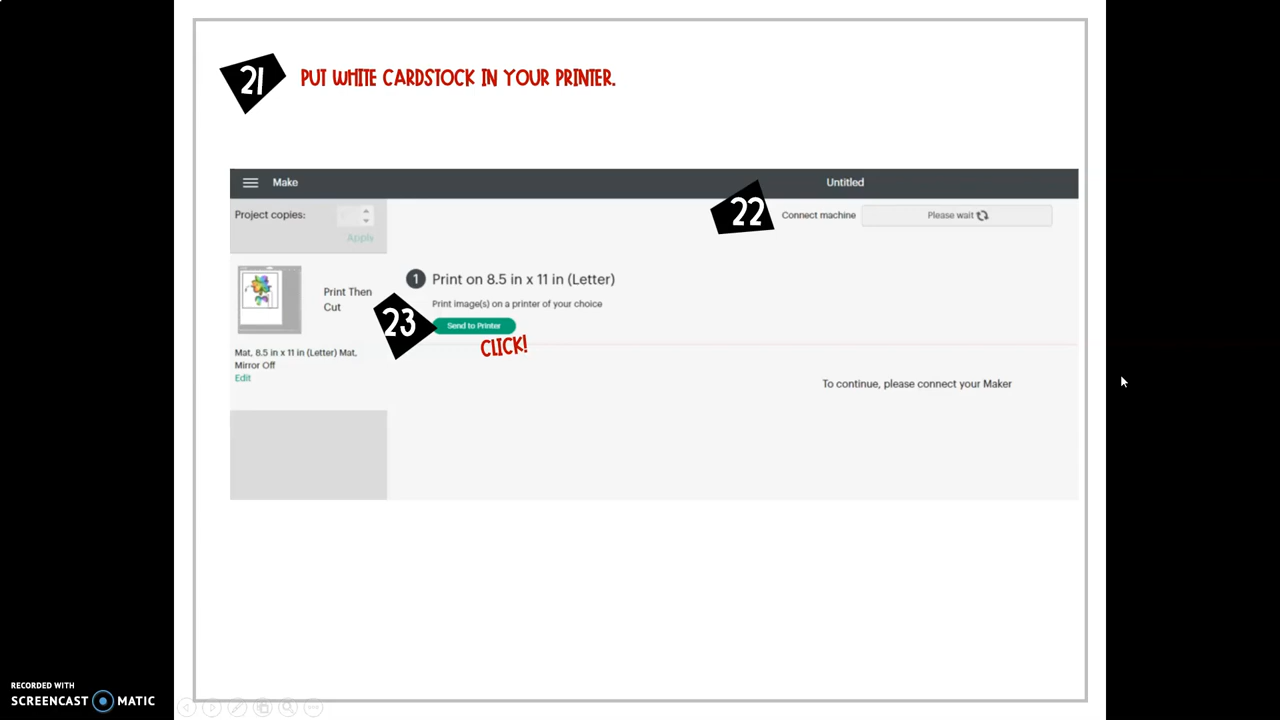 21 PUT WHITE CARDSTOCK IN YOUR PRINTER.
Make Untitled
22 Connect machine Please wait
Project copies:
Apply
1 Print on 8.5 in x 11 in (Letter)
Print Then
Cut
Print image(s) on a printer of your choice
23 Send to Printer
CLICK!
Mat, 8.5 in x 11 in (Letter) Mat,
Mirror Off
Edit
To continue, please connect your Maker
RECORDED WITH
SCREENCAST MATIC